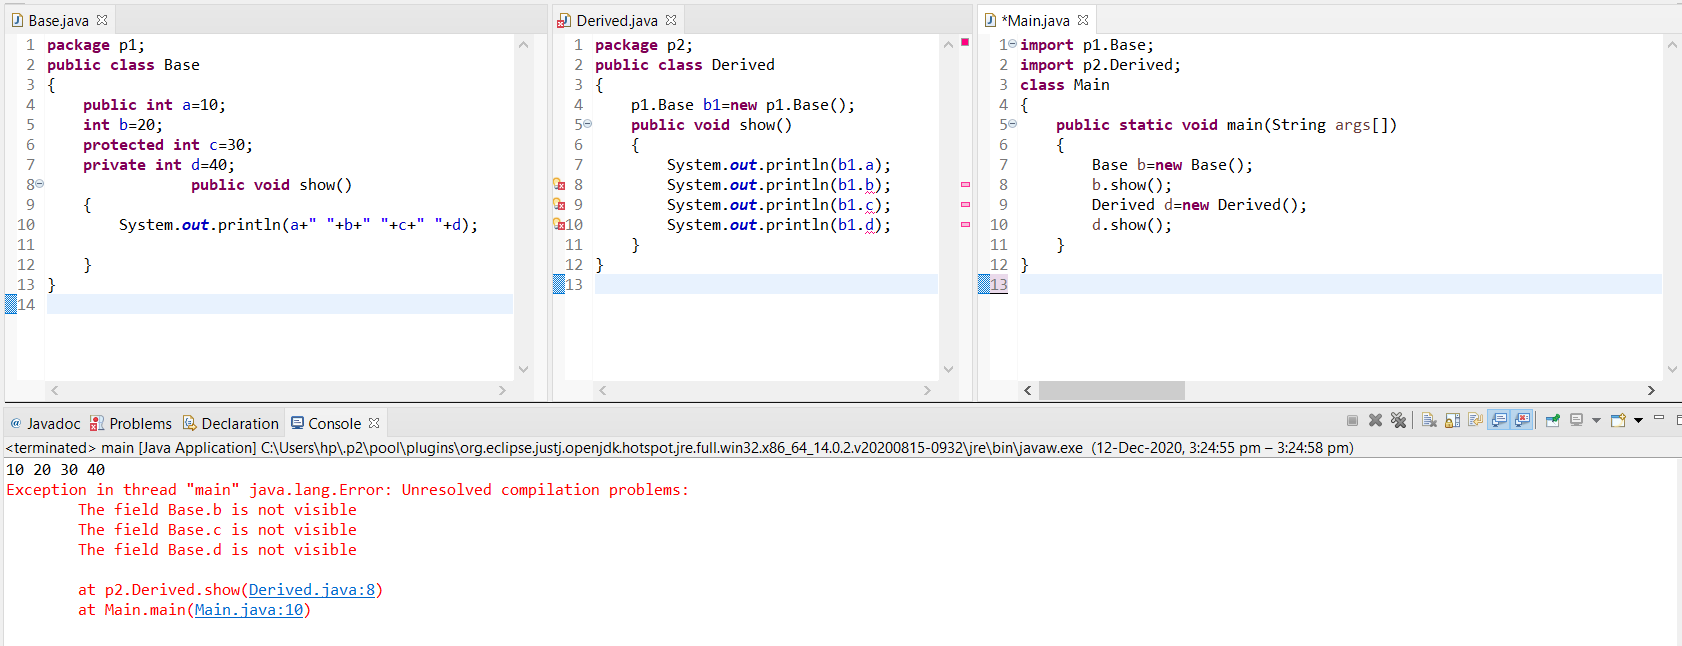 Base.java
1 package p1;
2 public class Base
3 {
4 public int a=10;
5 int b=20;
6 protected int c=30;
7 private int d=40;
8 public void show()
9 {
10 System.out.println(a+" "+b+" "+c+" "+d);
11
12 }
13 }
14
Derived.java
1 package p2;
2 public class Derived
3 {
4 p1.Base b1=new p1.Base();
5 public void show()
6 {
7 System.out.println(b1.a);
8 System.out.println(b1.b);
9 System.out.println(b1.c);
10 System.out.println(b1.d);
11 }
12 }
13
*Main.java
1 import p1.Base;
2 import p2.Derived;
3 class Main
4 {
5 public static void main(String args[])
6 {
7 Base b=new Base();
8 b.show();
9 Derived d=new Derived();
10 d.show();
11 }
12 }
13
@ Javadoc Problems Declaration Console
<terminated> main [Java Application] C:\Users\hp\.p2\pool\plugins\org.eclipse.justj.openjdk.hotspot.jre.full.win32.x86_64_14.0.2.v20200815-0932\jre\bin\javaw.exe (12-Dec-2020, 3:24:55 pm – 3:24:58 pm)
10 20 30 40
Exception in thread "main" java.lang.Error: Unresolved compilation problems:
The field Base.b is not visible
The field Base.c is not visible
The field Base.d is not visible
at p2.Derived.show(Derived.java:8)
at Main.main(Main.java:10)